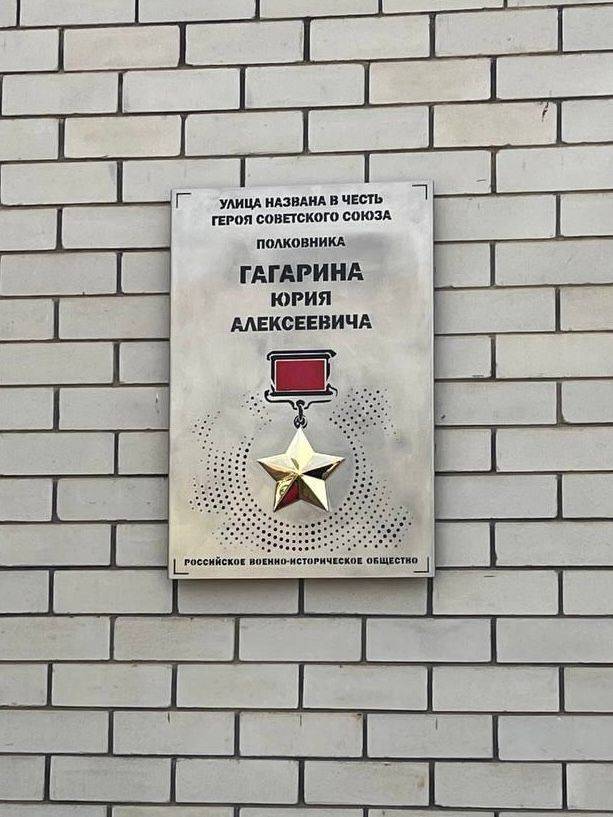 УЛИЦА НАЗВАНА В ЧЕСТЬ
ГЕРОЯ СОВЕТСКОГО СОЮЗА
ПОЛКОВНИКА
ГАГАРИНА
ЮРИЯ
АЛЕКСЕЕВИЧА
РОССИЙСКОЕ ВОЕННО-ИСТОРИЧЕСКОЕ ОБЩЕСТВО